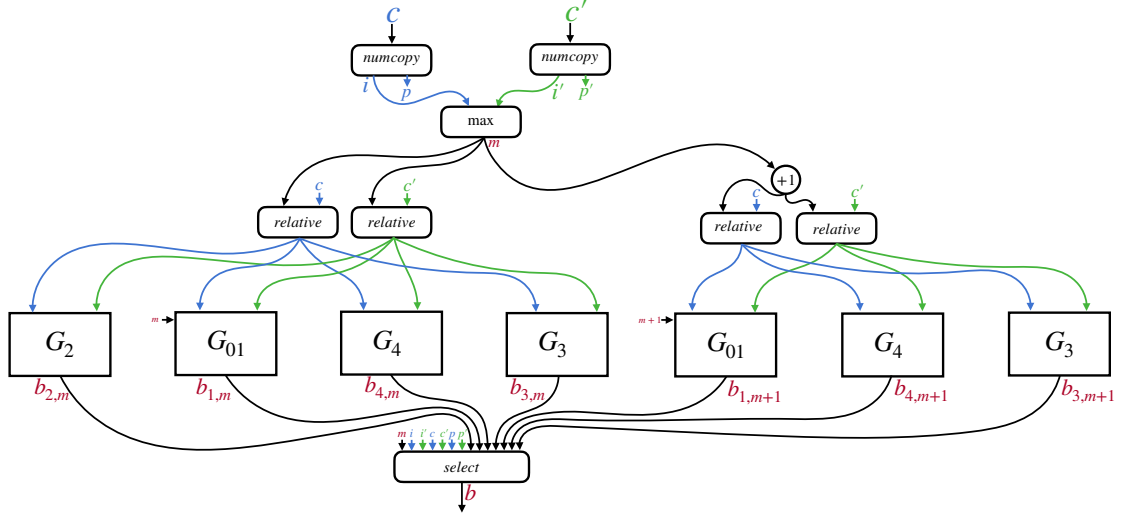 c c′
numcopy numcopy
i p i′ p′
max
m
+1
c c′ c c′
relative relative relative relative
m m + 1
G₂ G₀₁ G₄ G₃ G₀₁ G₄ G₃
b₂,ₘ b₁,ₘ b₄,ₘ b₃,ₘ b₁,ₘ₊₁ b₄,ₘ₊₁ b₃,ₘ₊₁
m i i′ c c′ p p′
select
b